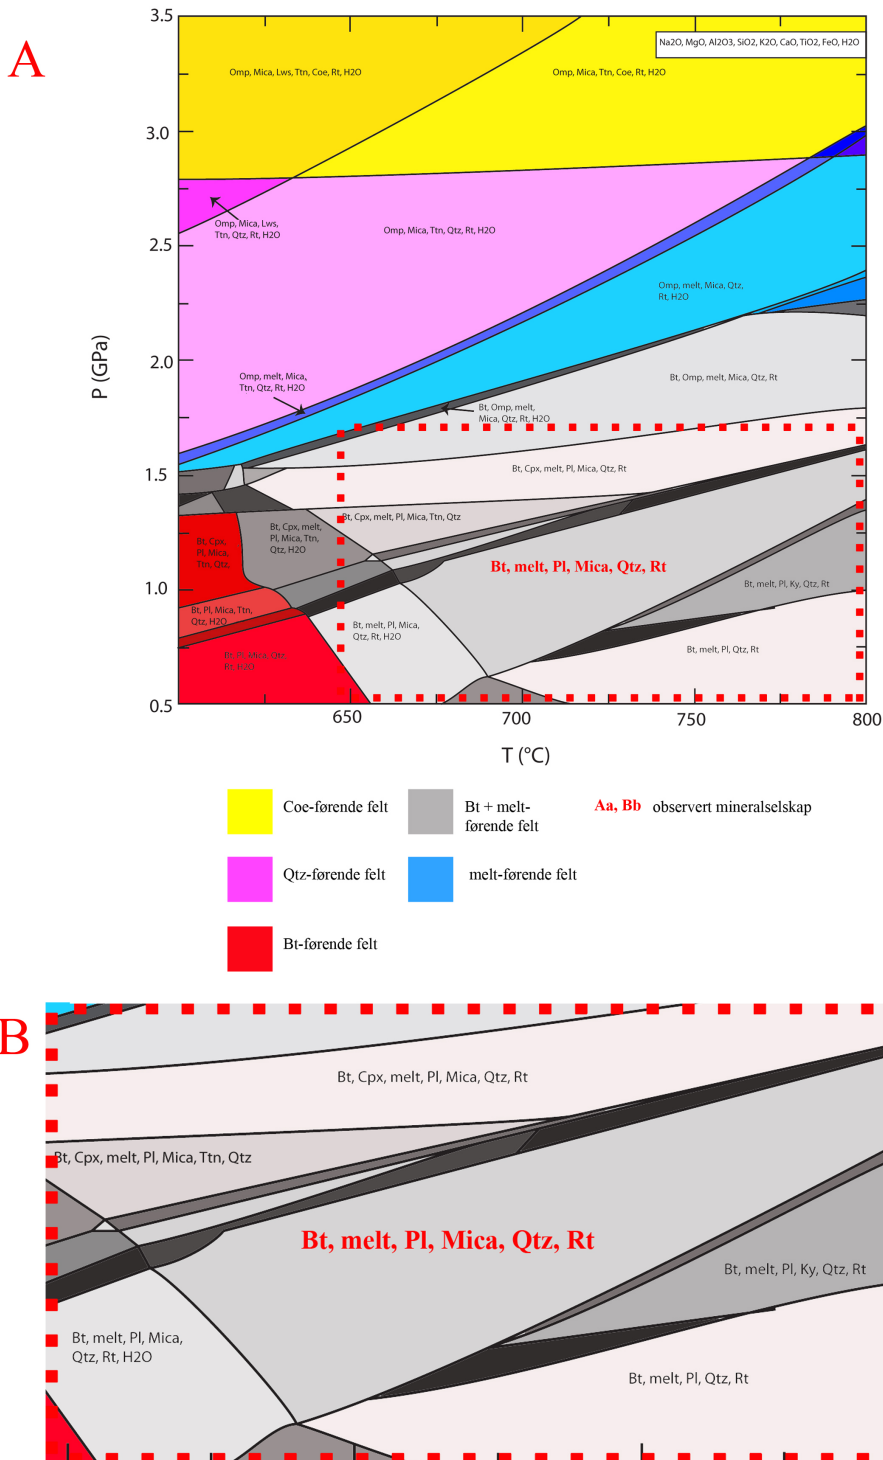 A
3.5
3.0
2.5
2.0
1.5
1.0
0.5
P (GPa)
Na2O, MgO, Al2O3, SiO2, K2O, CaO, TiO2, FeO, H2O
Omp, Mica, Lws, Ttn, Coe, Rt, H2O
Omp, Mica, Ttn, Coe, Rt, H2O
Omp, Mica, Lws,
Ttn, Qtz, Rt, H2O
Omp, Mica, Ttn, Qtz, Rt, H2O
Omp, melt, Mica, Qtz,
Rt, H2O
Omp, melt, Mica,
Ttn, Qtz, Rt, H2O
Bt, Omp, melt, Mica, Qtz, Rt
Bt, Omp, melt,
Mica, Qtz, Rt, H2O
Bt, Cpx, melt, Pl, Mica, Qtz, Rt
Bt, Cpx, melt, Pl, Mica, Ttn, Qtz
Bt, Cpx, melt,
Pl, Mica, Ttn,
Qtz, H2O
Bt, Cpx,
Pl, Mica,
Ttn, Qtz,
Bt, melt, Pl, Mica, Qtz, Rt
Bt, melt, Pl, Ky, Qtz, Rt
Bt, Pl, Mica, Ttn,
Qtz, H2O
Bt, melt, Pl, Mica,
Qtz, Rt, H2O
Bt, melt, Pl, Qtz, Rt
Bt, Pl, Mica, Qtz,
Rt, H2O
650
700
750
800
T (°C)
Coe-førende felt
Bt + melt-
førende felt
Aa, Bb observert mineralselskap
Qtz-førende felt
melt-førende felt
Bt-førende felt
B
Bt, Cpx, melt, Pl, Mica, Qtz, Rt
Bt, Cpx, melt, Pl, Mica, Ttn, Qtz
Bt, melt, Pl, Mica, Qtz, Rt
Bt, melt, Pl, Ky, Qtz, Rt
Bt, melt, Pl, Mica,
Qtz, Rt, H2O
Bt, melt, Pl, Qtz, Rt